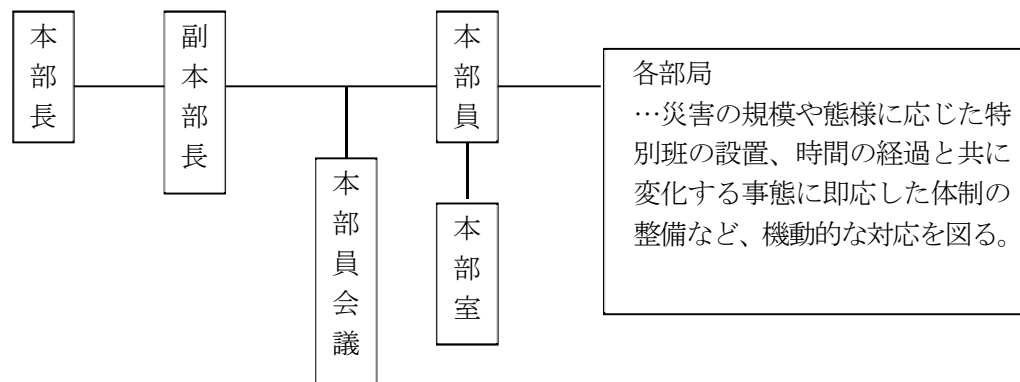 本部長
副本部長
本部員
本部員会議
本部室
各部局
…災害の規模や態様に応じた特
別班の設置、時間の経過と共に
変化する事態に即応した体制の
整備など、機動的な対応を図る。